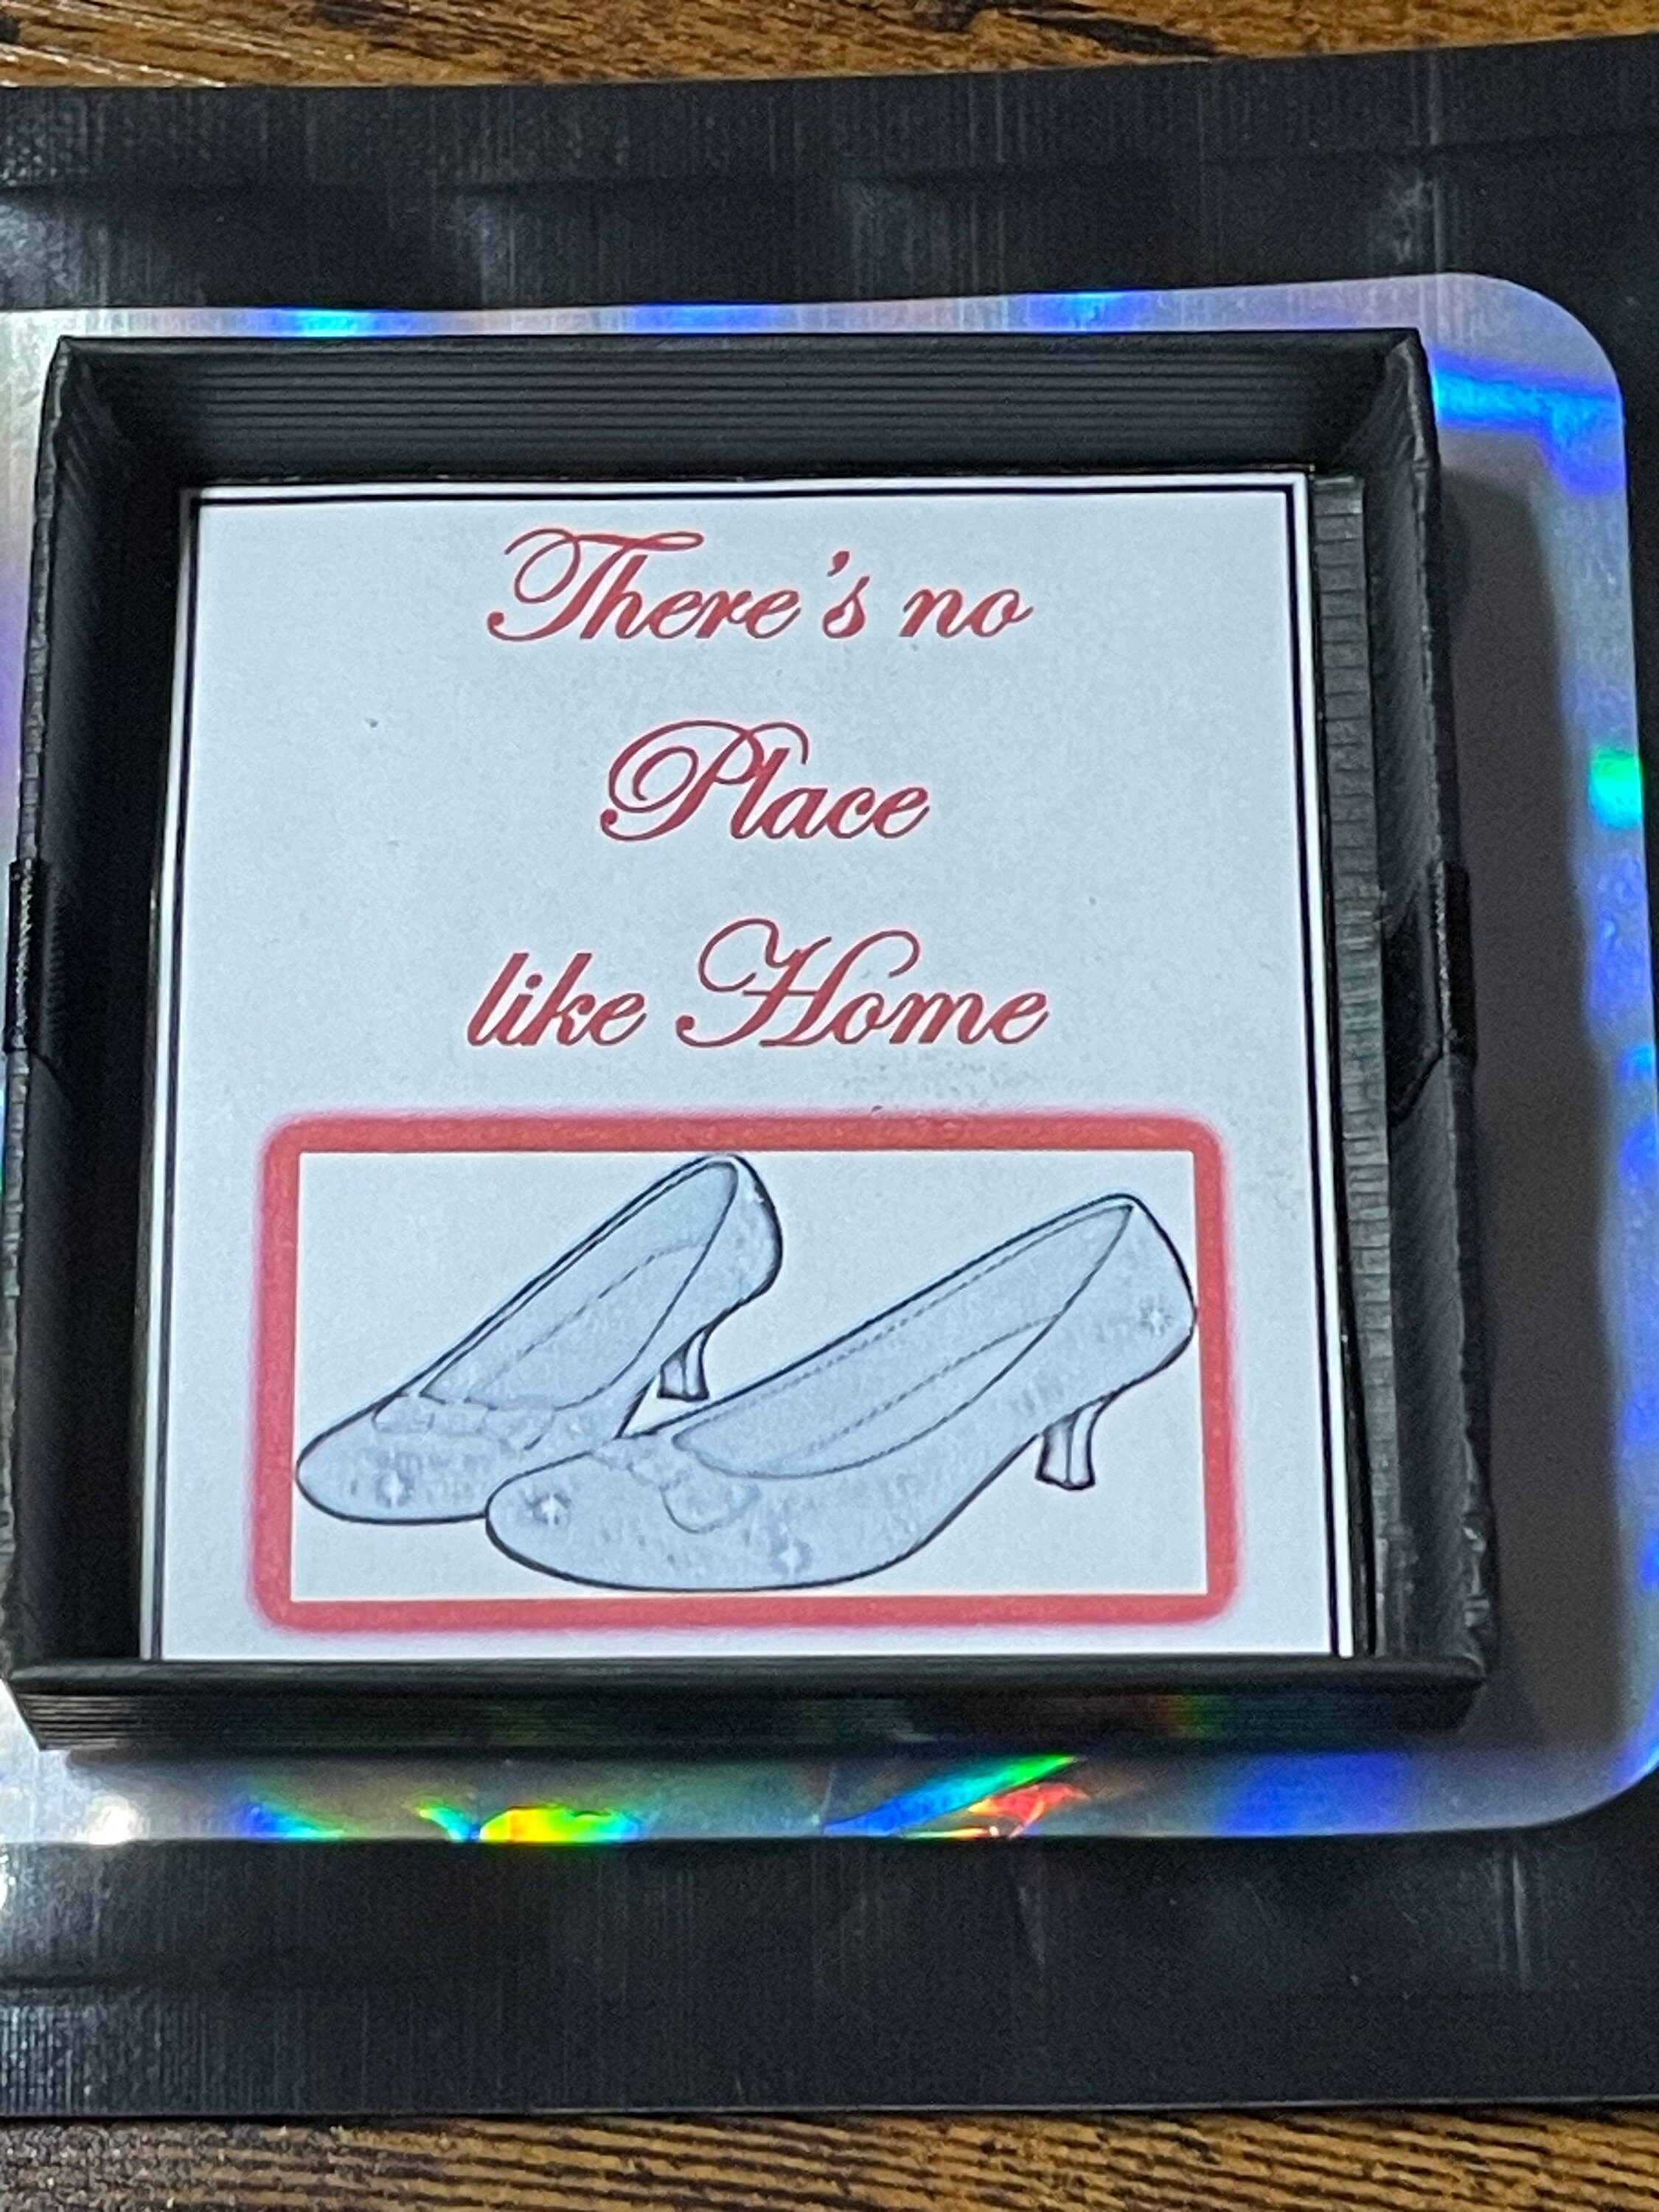 There's no
Place
like Home